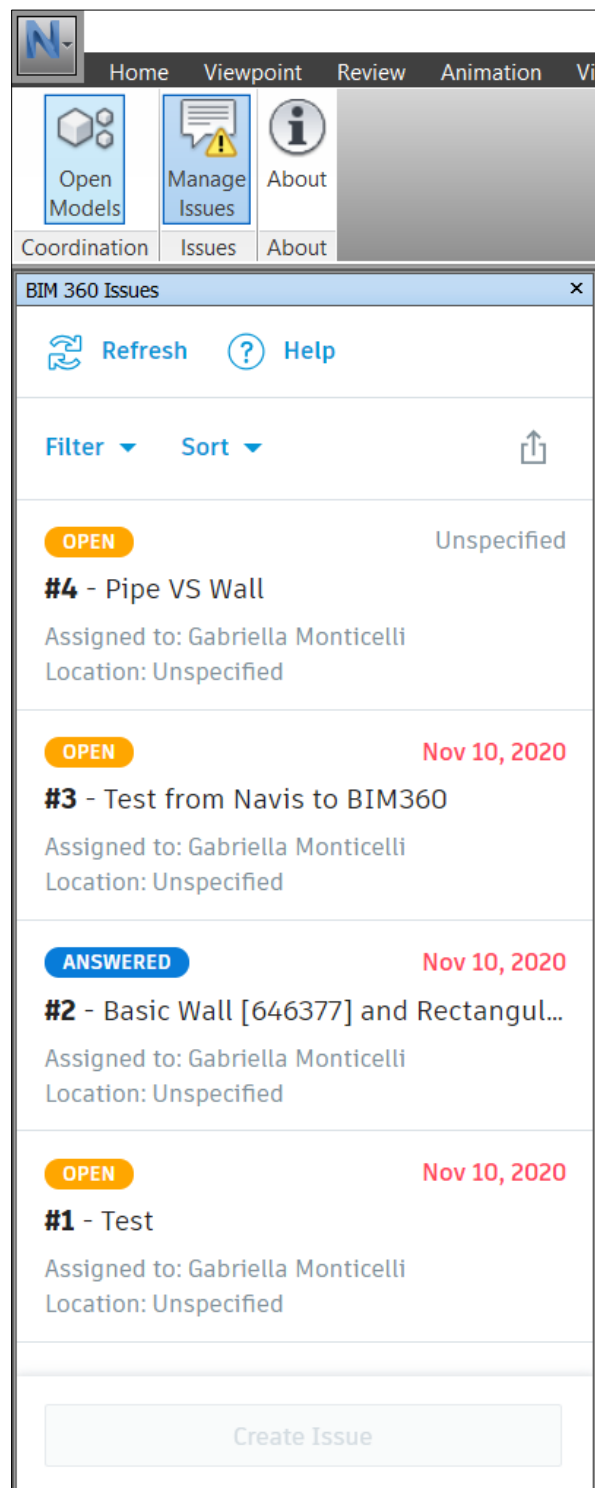 N
Home Viewpoint Review Animation Vi
Open Models
Manage Issues
About
Coordination Issues About
BIM 360 Issues
Refresh ? Help
Filter Sort
OPEN Unspecified
#4 - Pipe VS Wall
Assigned to: Gabriella Monticelli
Location: Unspecified
OPEN Nov 10, 2020
#3 - Test from Navis to BIM360
Assigned to: Gabriella Monticelli
Location: Unspecified
ANSWERED Nov 10, 2020
#2 - Basic Wall [646377] and Rectangul...
Assigned to: Gabriella Monticelli
Location: Unspecified
OPEN Nov 10, 2020
#1 - Test
Assigned to: Gabriella Monticelli
Location: Unspecified
Create Issue